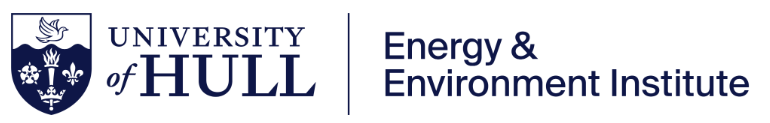 UNIVERSITY
of HULL
Energy &
Environment Institute